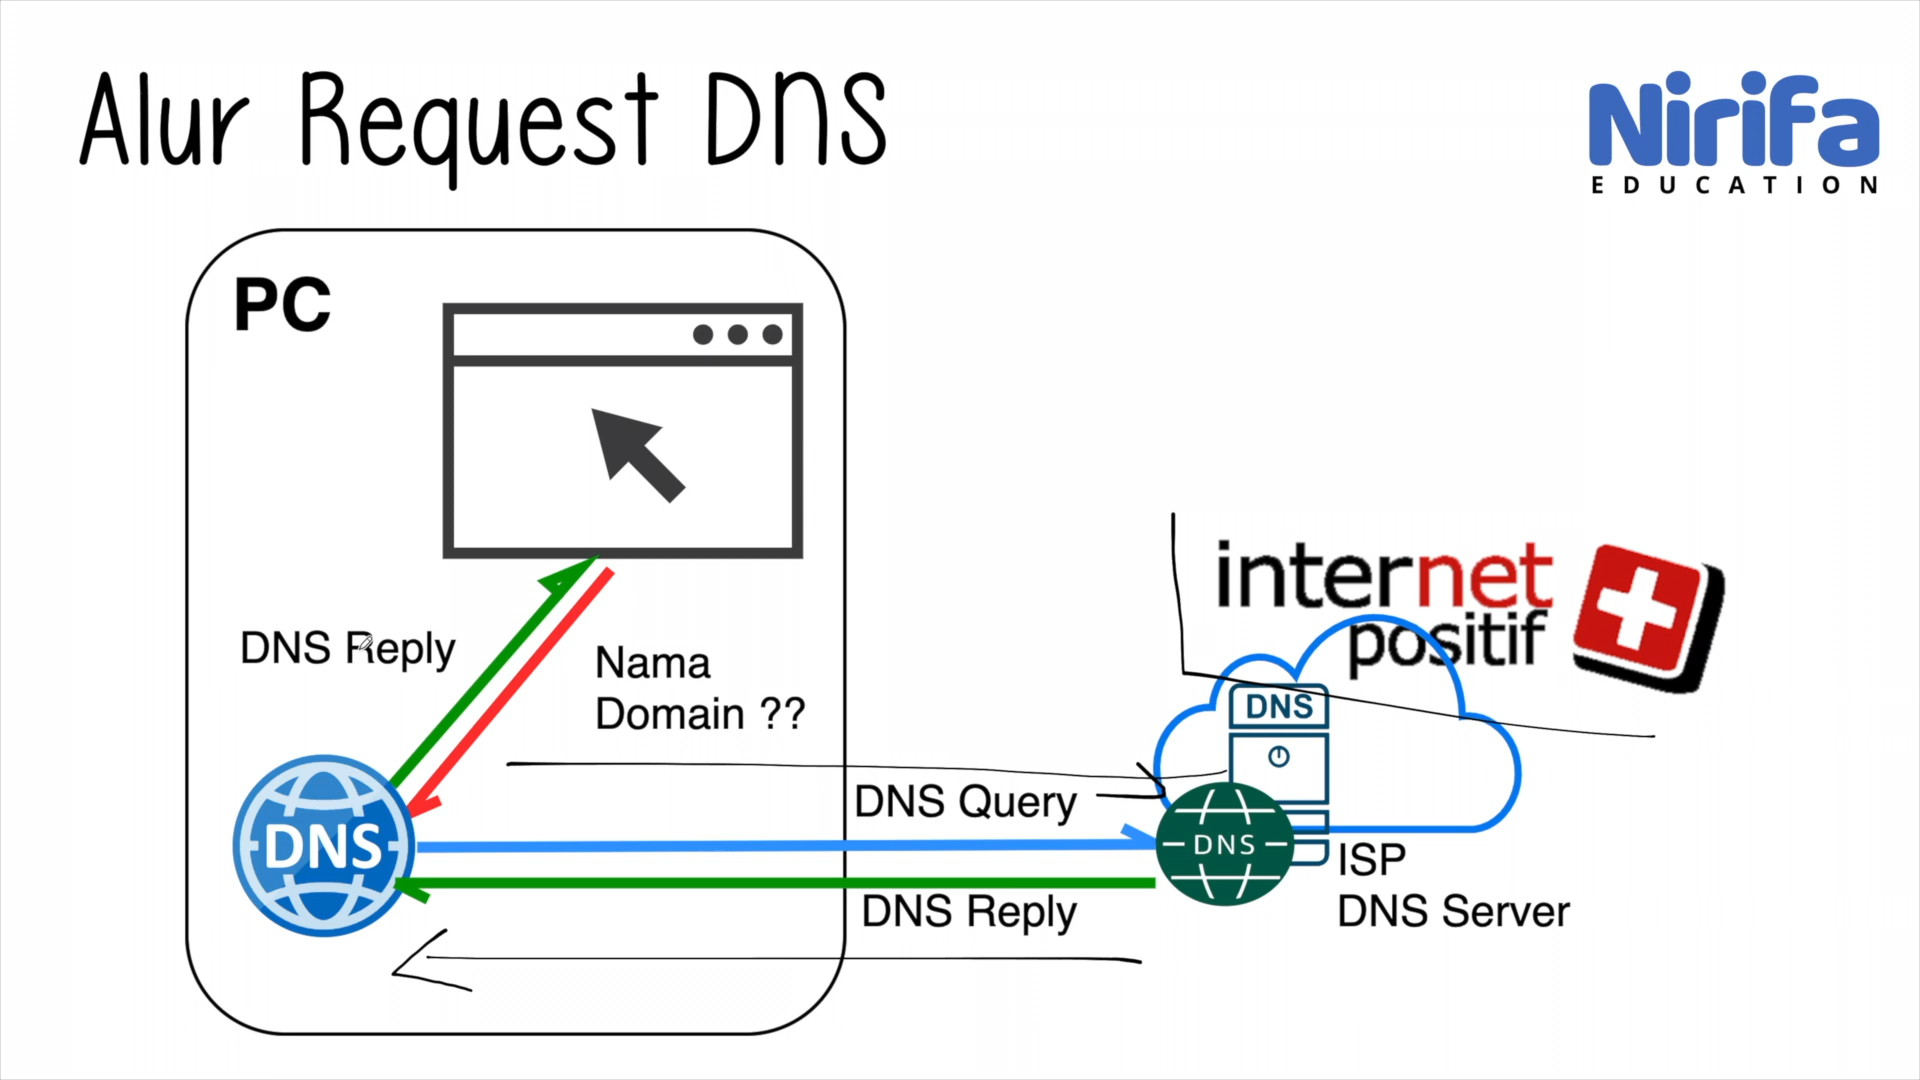 Alur Request DNS
Nirifa
EDUCATION
PC
DNS Reply
Nama
Domain ??
DNS
DNS Query
DNS Reply
internet
positif
DNS
DNS
ISP
DNS Server